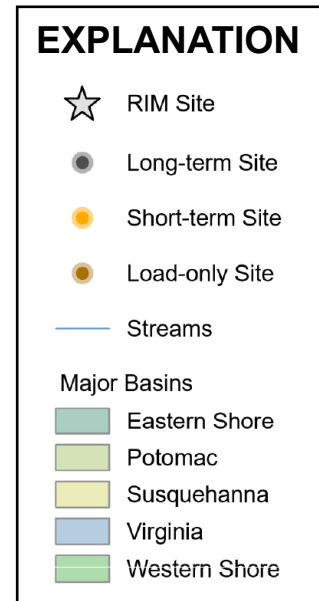 EXPLANATION
RIM Site
Long-term Site
Short-term Site
Load-only Site
Streams
Major Basins
Eastern Shore
Potomac
Susquehanna
Virginia
Western Shore